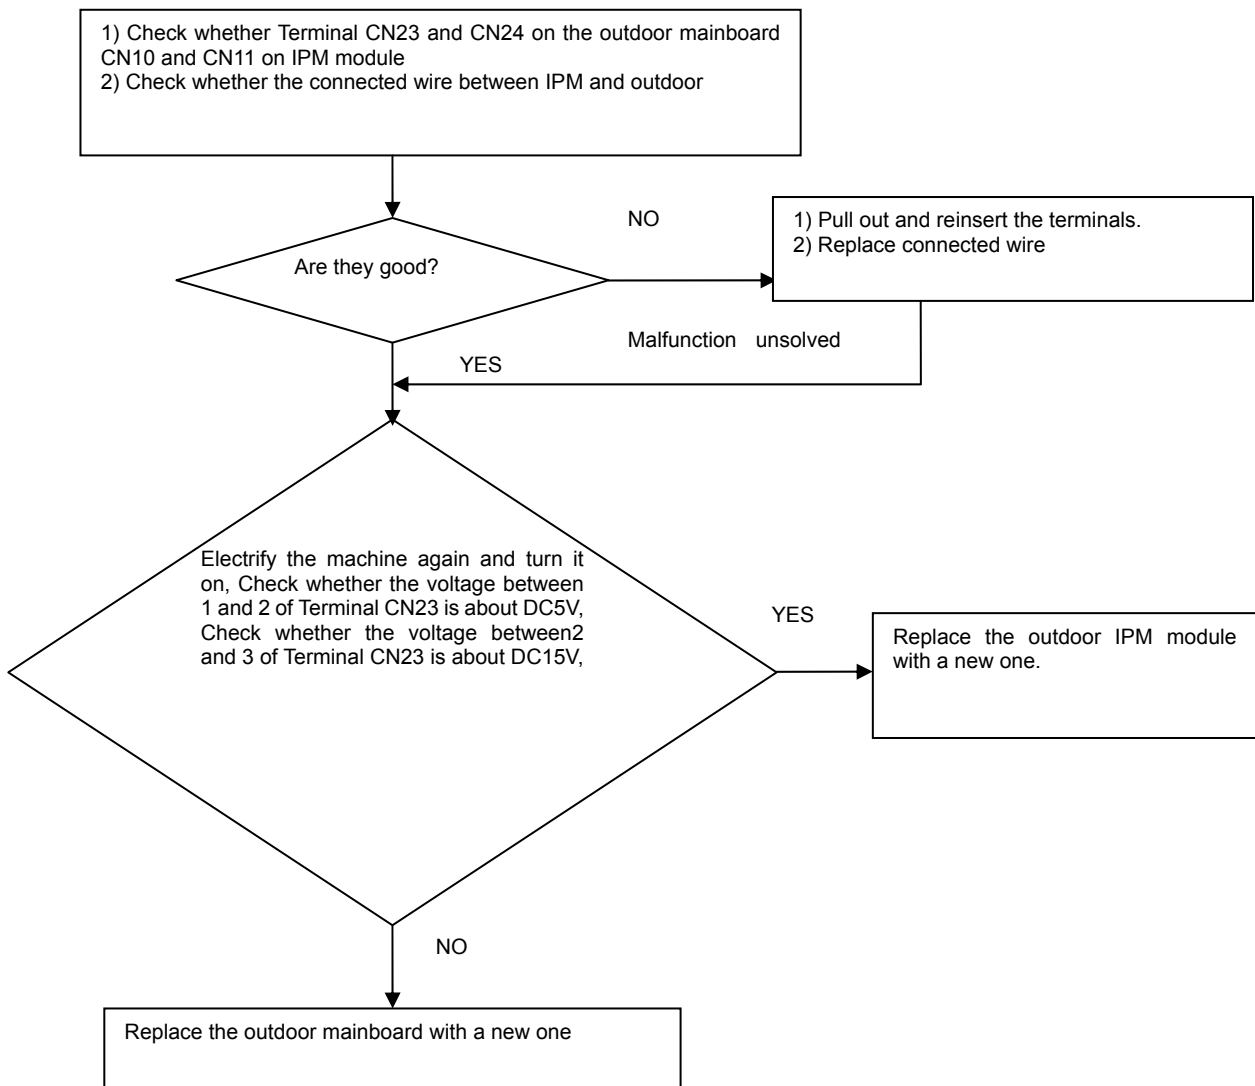 1) Check whether Terminal CN23 and CN24 on the outdoor mainboard
CN10 and CN11 on IPM module
2) Check whether the connected wire between IPM and outdoor
NO
1) Pull out and reinsert the terminals.
2) Replace connected wire
Are they good?
Malfunction unsolved
YES
Electrify the machine again and turn it
on, Check whether the voltage between
1 and 2 of Terminal CN23 is about DC5V,
Check whether the voltage between2
and 3 of Terminal CN23 is about DC15V,
YES
Replace the outdoor IPM module
with a new one.
NO
Replace the outdoor mainboard with a new one